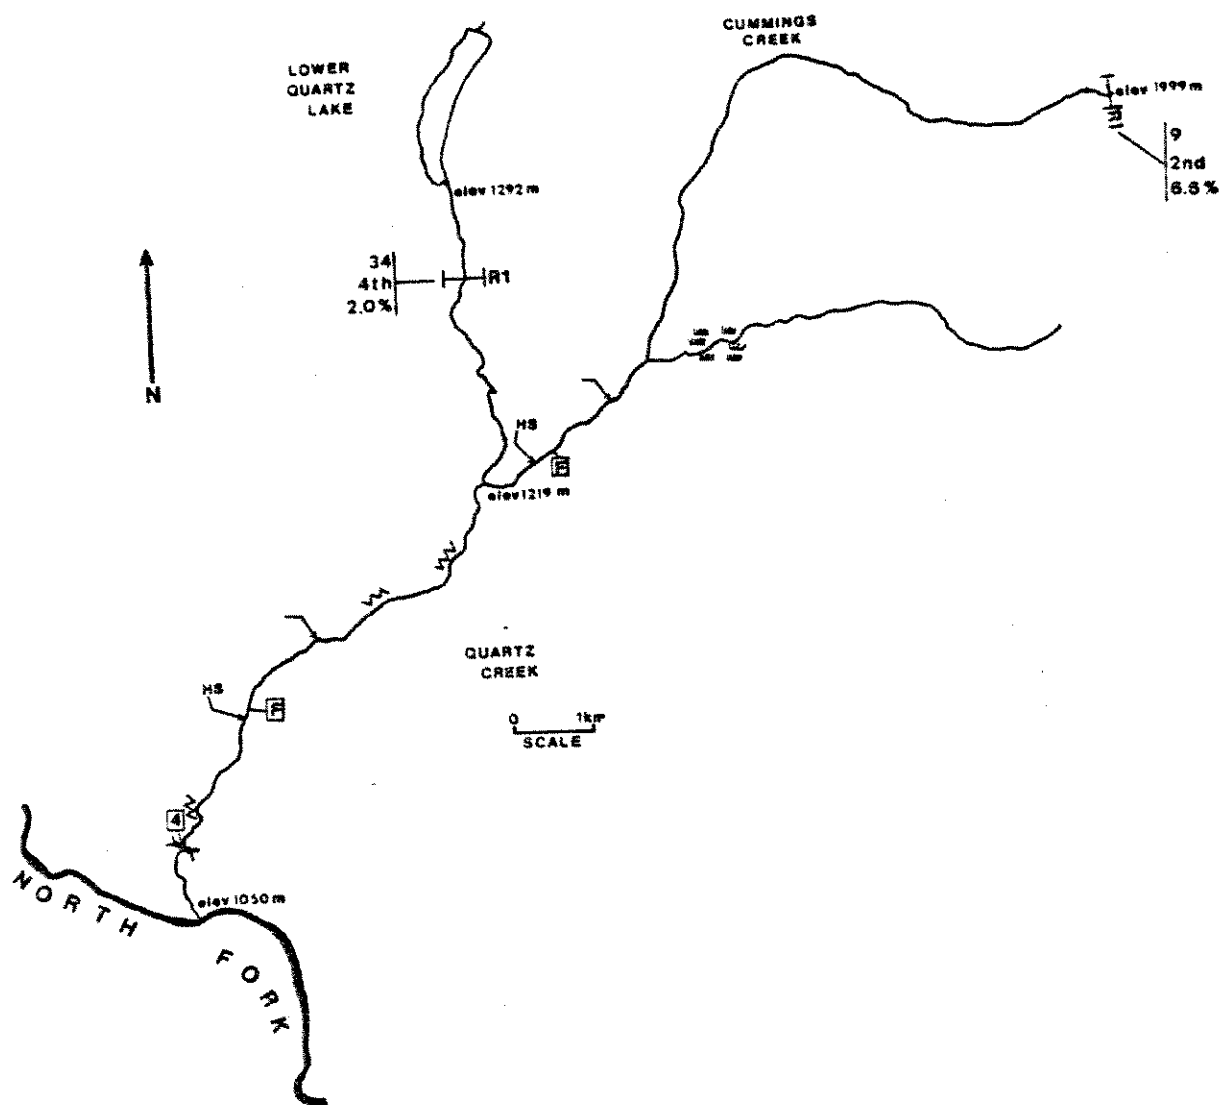 CUMMINGS
CREEK
LOWER
QUARTZ
LAKE
elev 1999 m
R1
9
2nd
6.6%
elev 1292 m
34
4th
2.0%
R1
N
HS
F
elev 1219 m
QUARTZ
CREEK
HS
F
0 1km
SCALE
4
elev 1050 m
NORTH
FORK